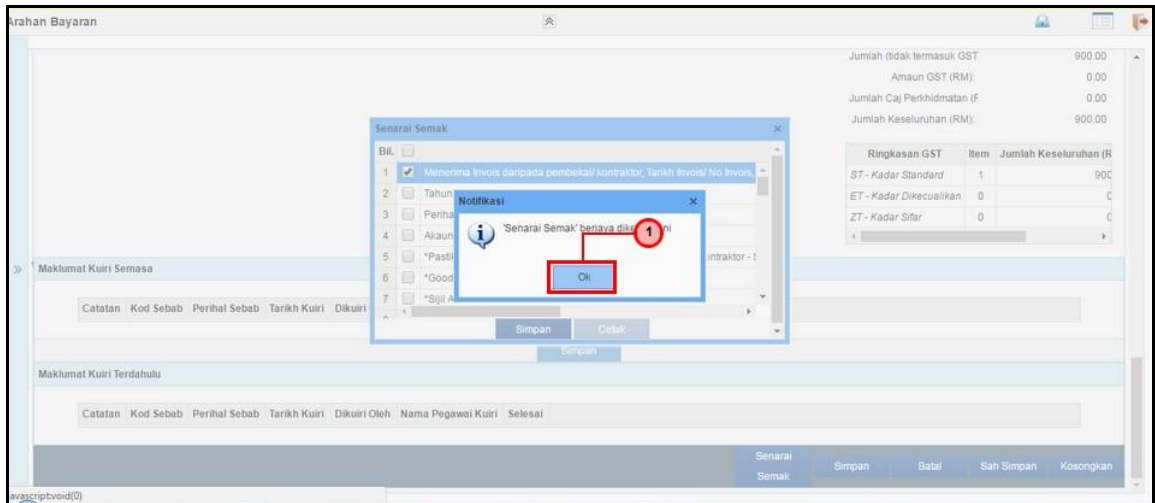 Arahan Bayaran
Jumlah (tidak termasuk GST 900.00
Amaun GST (RM): 0.00
Jumlah Caj Perkhidmatan (F 0.00
Jumlah Keseluruhan (RM): 900.00
Ringkasan GST Item Jumlah Keseluruhan (R
ST - Kadar Standard 1 900
ET - Kadar Dikecualikan 0
ZT - Kadar Sifar 0
Senarai Semak
Bil.
1 Menerima Invois daripada pembekal/ kontraktor, Tarikh Invois/ No Invois,
2 Tahun
3 Periha
4 Akaun
5 *Pasti ontraktor - S
6 *Good
7 *Sijil A
Simpan Cetak
Notifikasi
'Senarai Semak' berjaya ni
1
Ok
Maklumat Kuiri Semasa
Catatan Kod Sebab Perihal Sebab Tarikh Kuiri Dikuiri
Simpan
Maklumat Kuiri Terdahulu
Catatan Kod Sebab Perihal Sebab Tarikh Kuiri Dikuiri Oleh Nama Pegawai Kuiri Selesai
Senarai Semak Simpan Batal Sah Simpan Kosongkan
avascript:void(0)